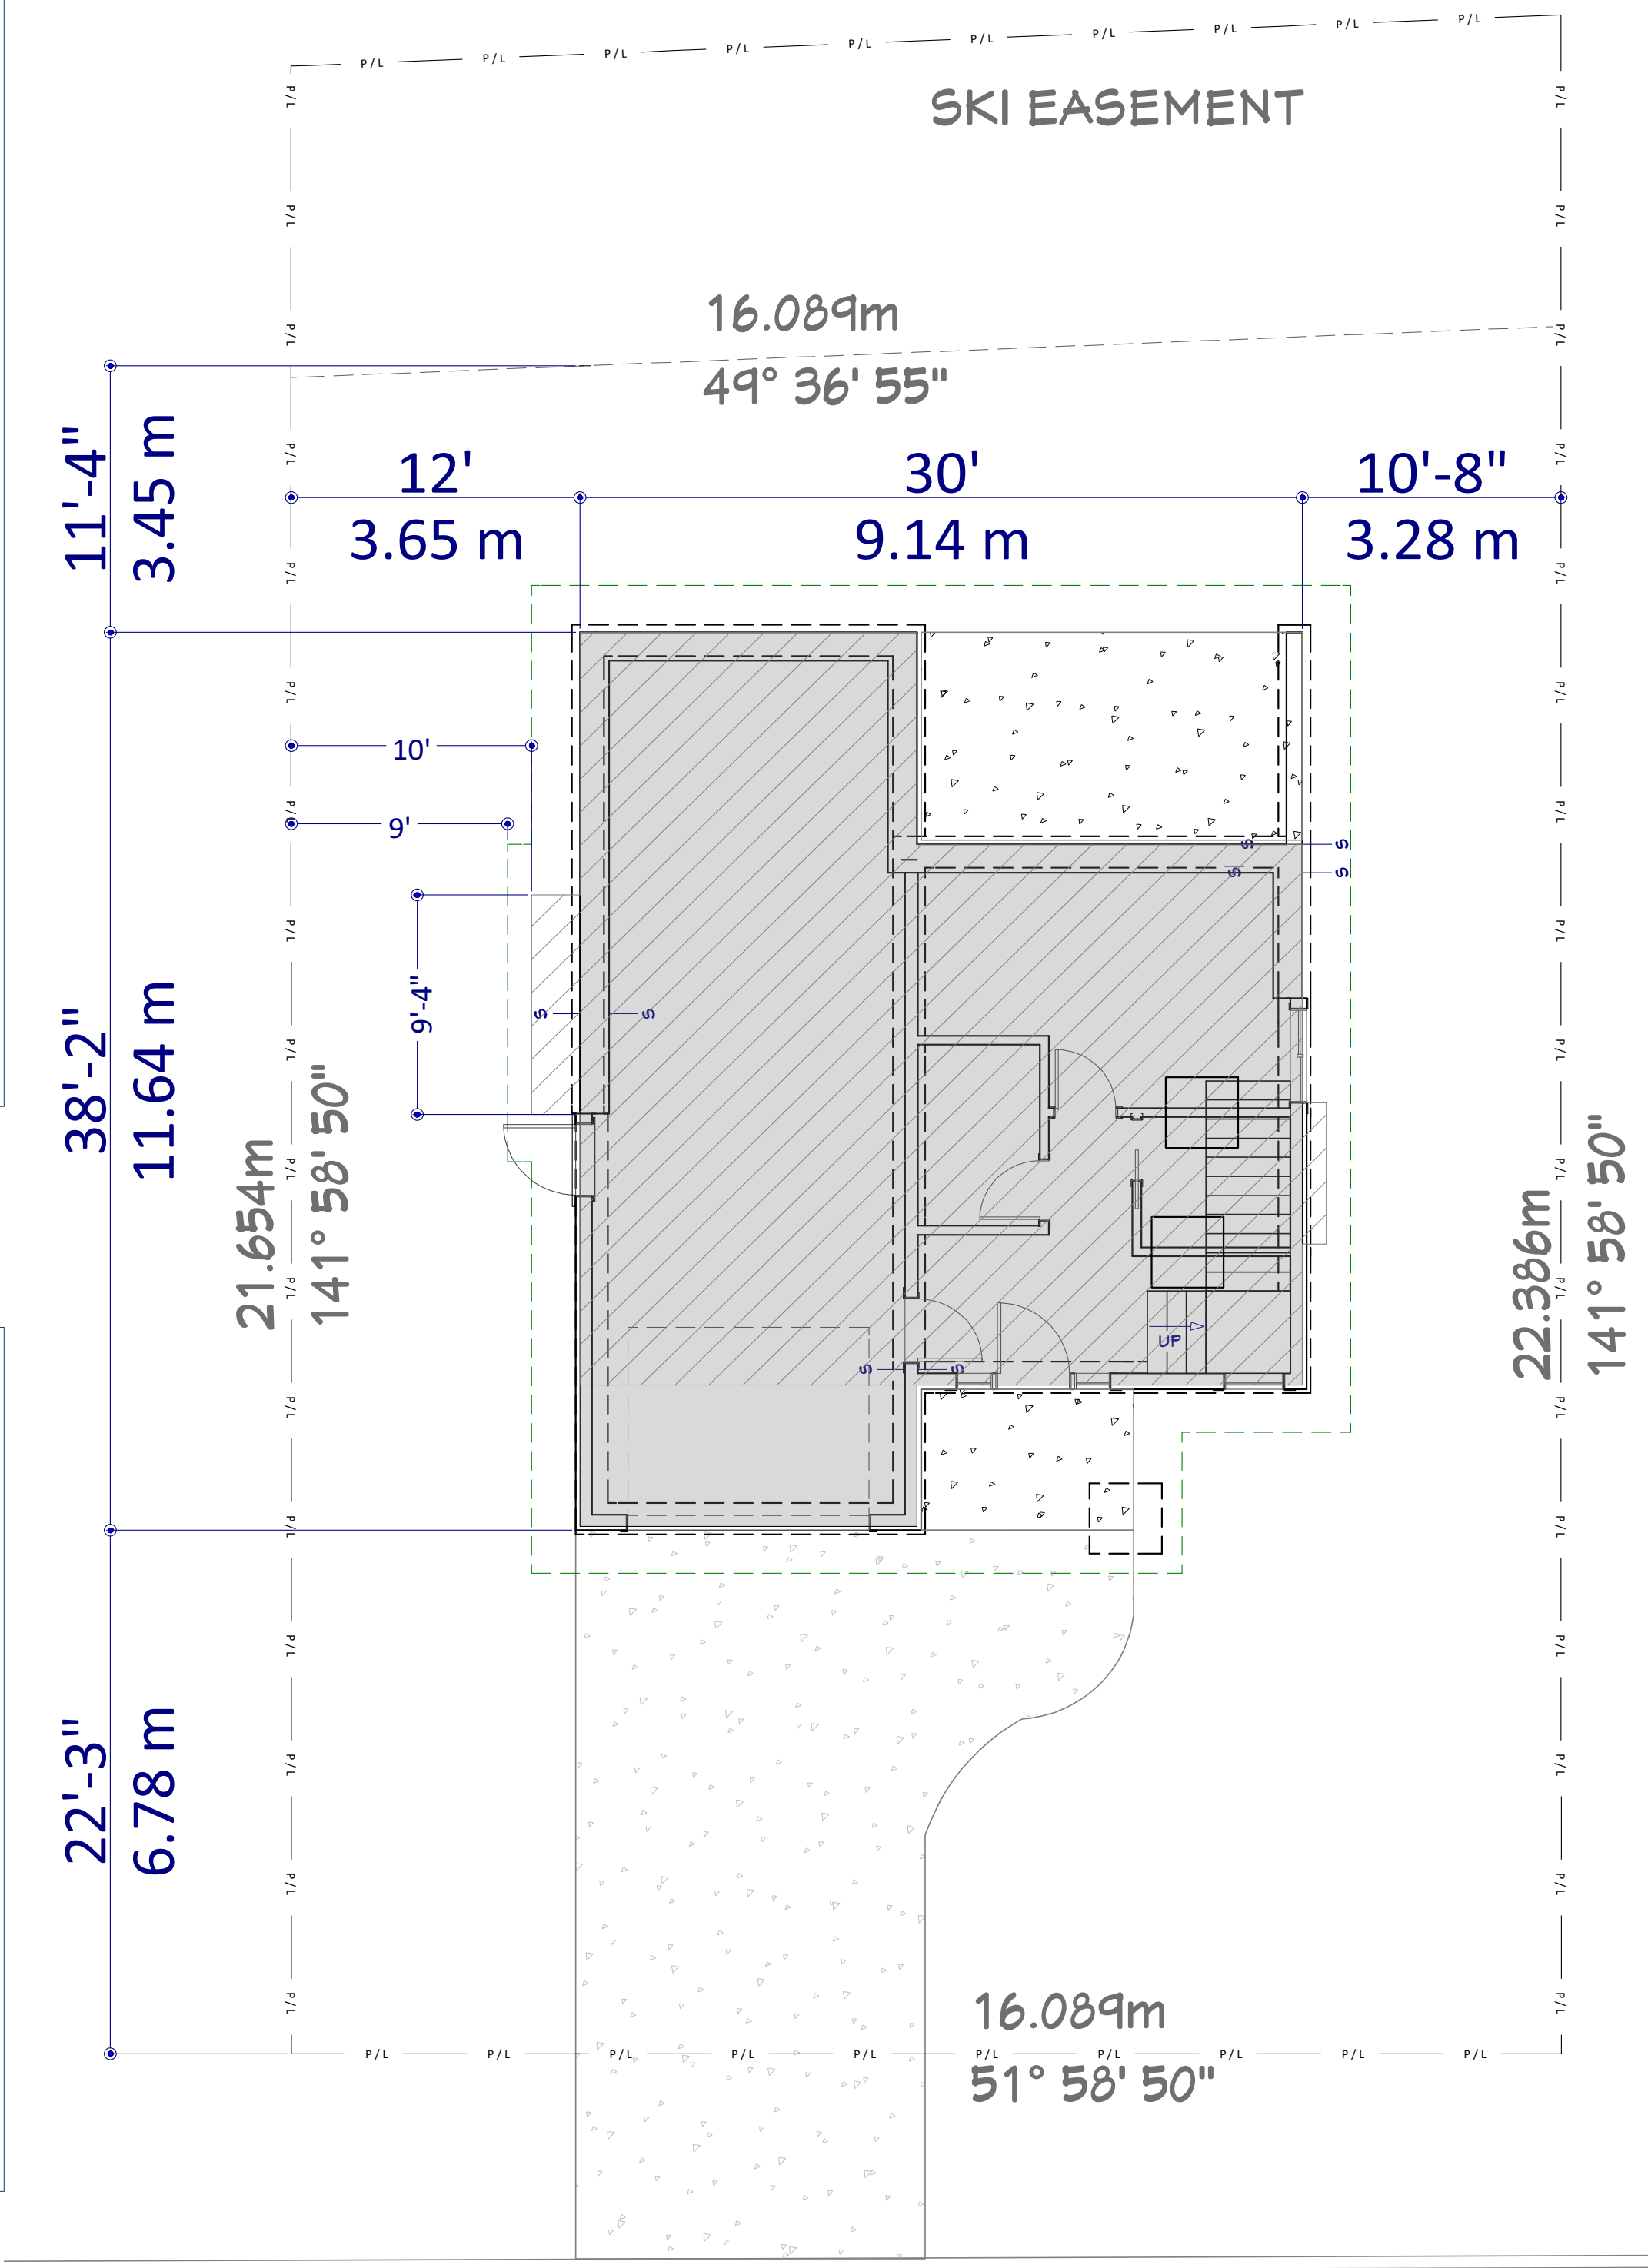 P/L P/L P/L P/L P/L P/L P/L P/L P/L P/L
SKI EASEMENT
16.089m
49° 36' 55"
11'-4"
3.45 m
12'
30'
10'-8"
3.65 m
9.14 m
3.28 m
10'
9'
9'-4"
S
S
S
S
S
S
38'-2"
11.64 m
21.654m
141° 58' 50"
22.386m
141° 58' 50"
UP
S
S
22'-3"
6.78 m
P/L P/L P/L P/L P/L P/L P/L P/L P/L P/L P/L P/L P/L P/L P/L P/L P/L
P/L P/L P/L P/L P/L P/L P/L P/L P/L P/L P/L P/L P/L P/L P/L P/L P/L
16.089m
P/L P/L P/L P/L P/L P/L P/L P/L P/L P/L
51° 58' 50"